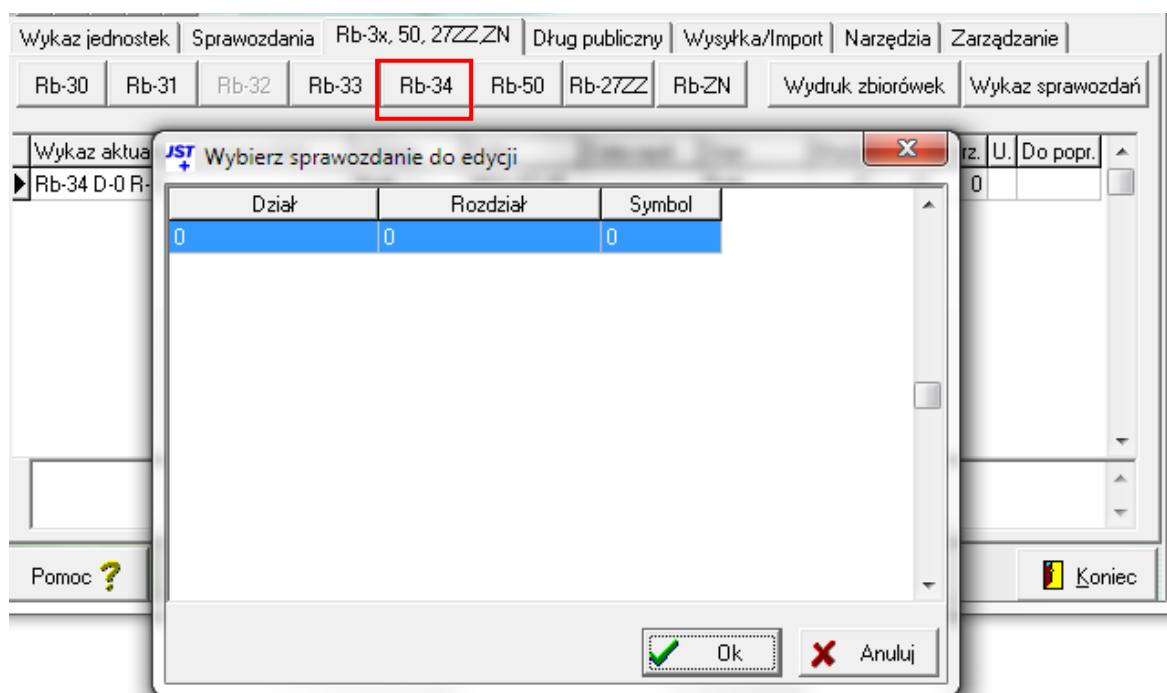 Wykaz jednostek Sprawozdania Rb-3x, 50, 27ZZ,ZN Dług publiczny Wysyłka/Import Narzędzia Zarządzanie
Rb-30 Rb-31 Rb-32 Rb-33 Rb-34 Rb-50 Rb-27ZZ Rb-ZN Wydruk zbiorówek Wykaz sprawozdań
Wykaz aktua JST+ Wybierz sprawozdanie do edycji rz. U. Do popr.
Rb-34 D-0 R- 0
Dział Rozdział Symbol
0 0 0
Pomoc ? Koniec
Ok Anuluj